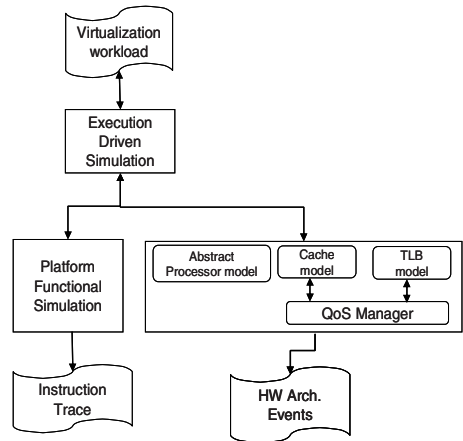 Virtualization
workload
Execution
Driven
Simulation
Platform
Functional
Simulation
Abstract
Processor model
Cache
model
TLB
model
QoS Manager
Instruction
Trace
HW Arch.
Events